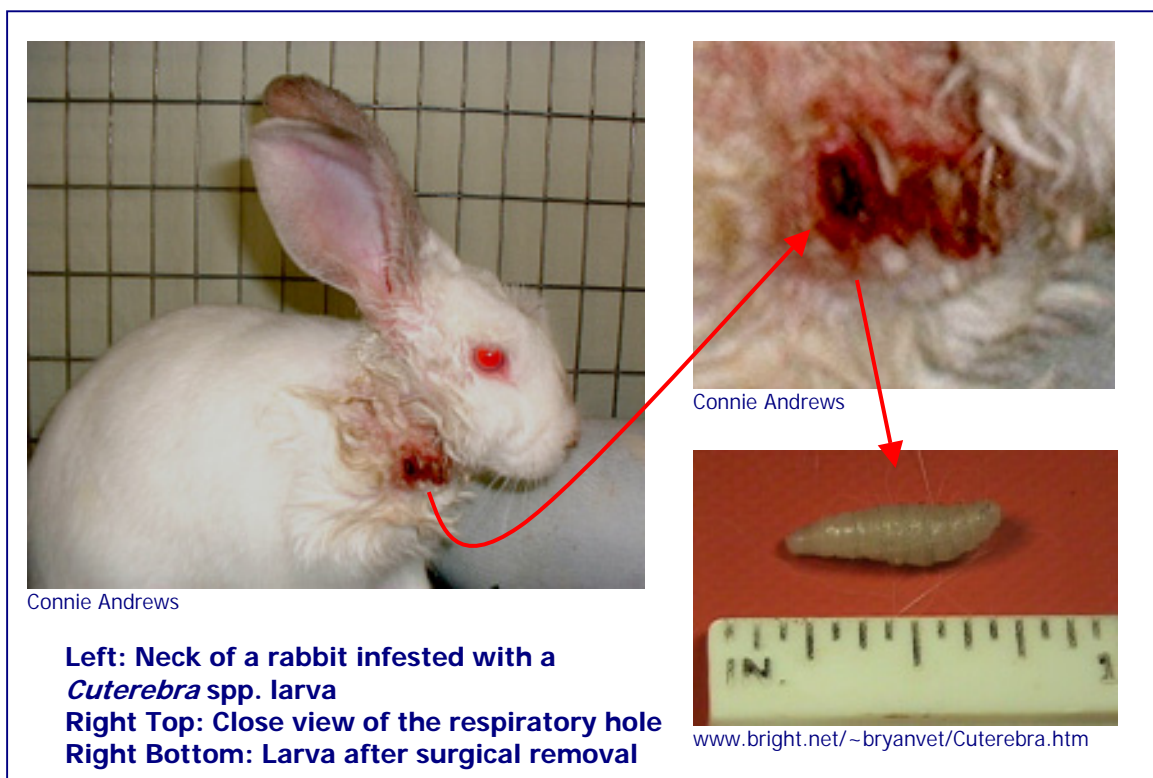 Connie Andrews
Connie Andrews
Left: Neck of a rabbit infested with a
Cuterebra spp. larva
Right Top: Close view of the respiratory hole
Right Bottom: Larva after surgical removal
IN.
1
www.bright.net/~bryanvet/Cuterebra.htm